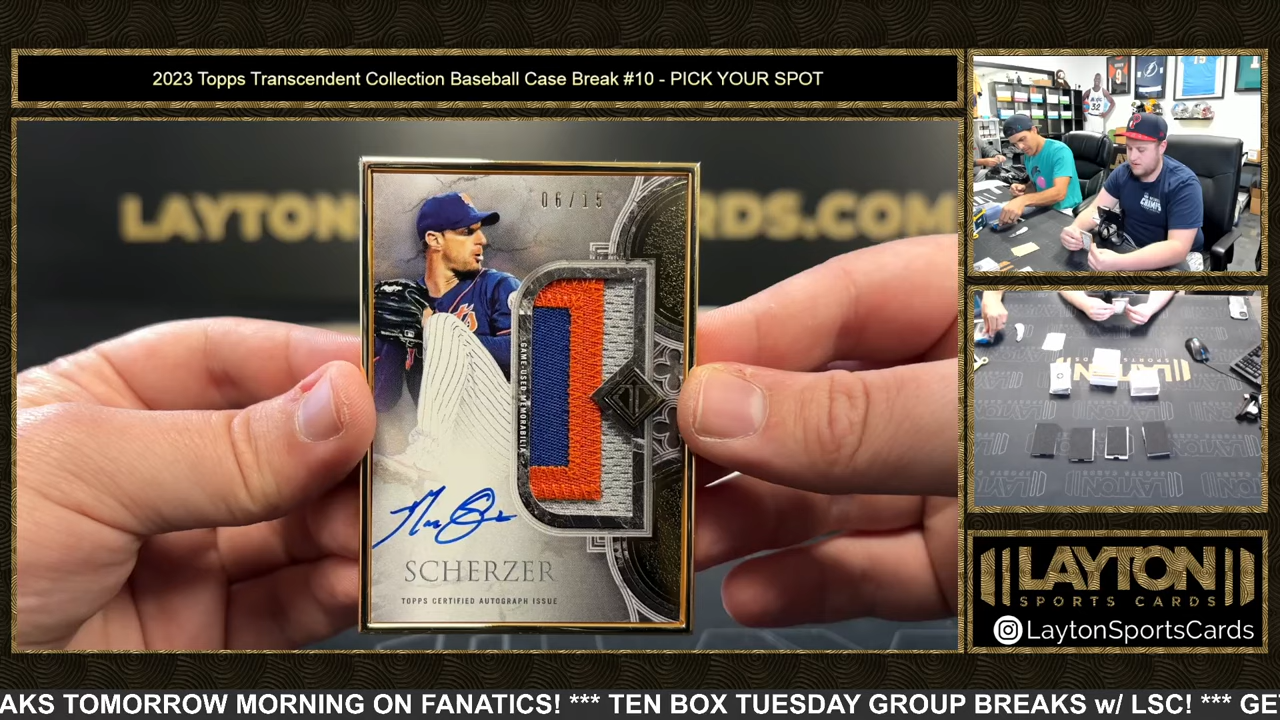 2023 Topps Transcendent Collection Baseball Case Break #10 - PICK YOUR SPOT
LAYTON
RDS.COM
06/15
GAME-USED MEMORABILIA
SCHERZER
TOPPS CERTIFIED AUTOGRAPH ISSUE
LAYTON
SPORTS CARDS
LaytonSportsCards
AKS TOMORROW MORNING ON FANATICS! *** TEN BOX TUESDAY GROUP BREAKS w/ LSC! *** GE